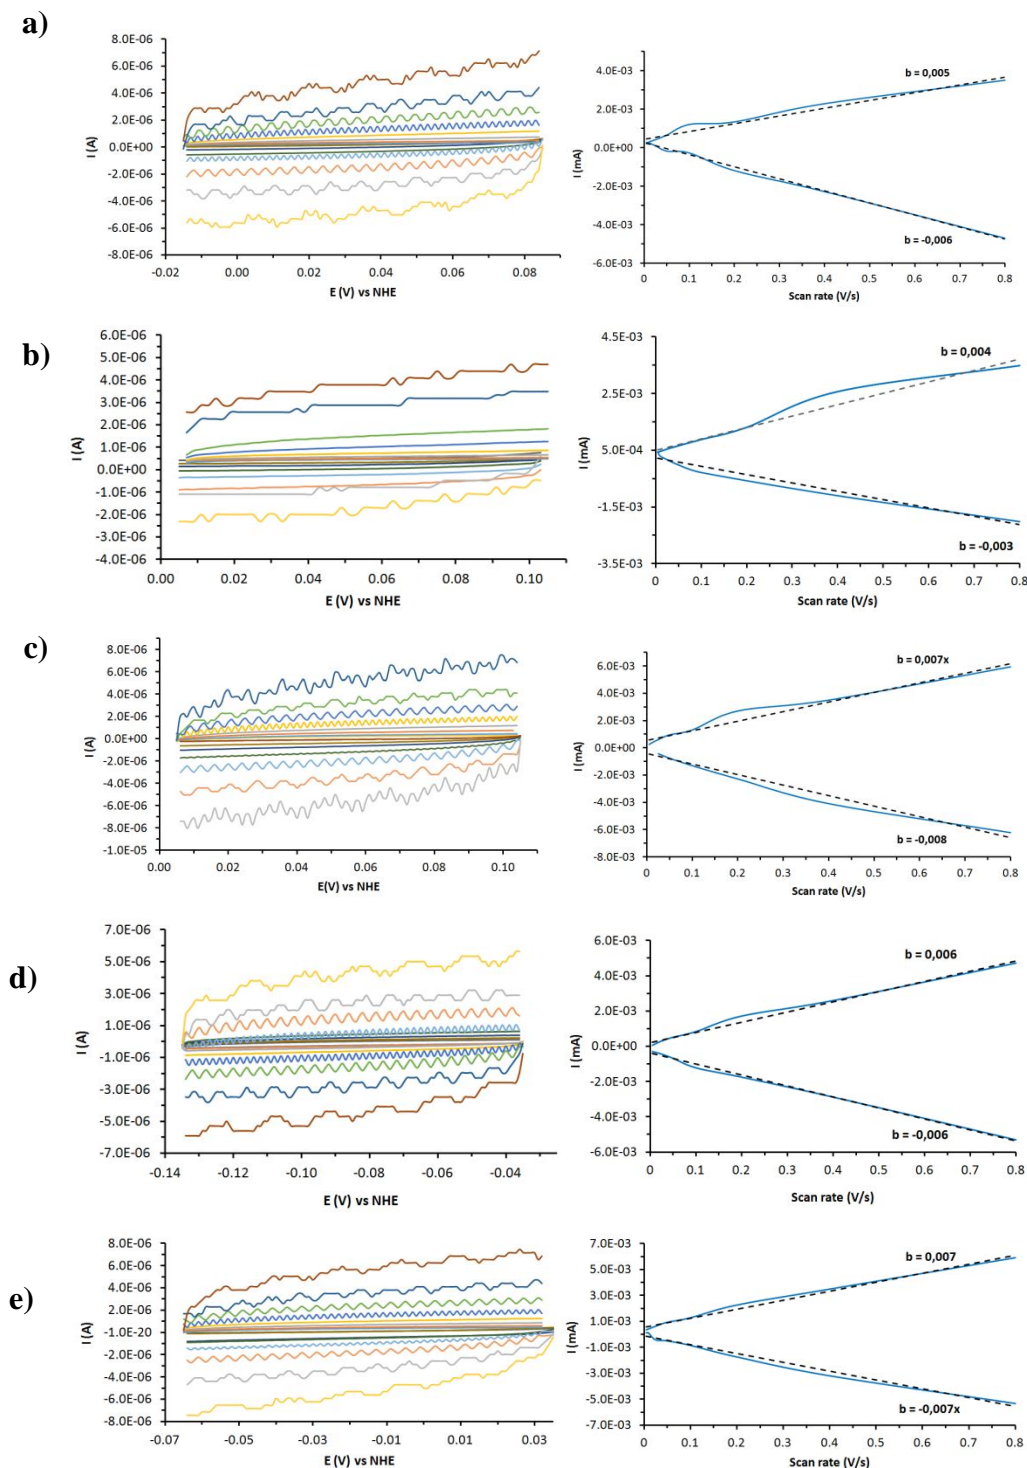 a)
8.0E-06
6.0E-06
4.0E-06
2.0E-06
0.0E+00
-2.0E-06
-4.0E-06
-6.0E-06
-8.0E-06
I (A)
-0.02 0.00 0.02 0.04 0.06 0.08
E (V) vs NHE
4.0E-03
2.0E-03
0.0E+00
-2.0E-03
-4.0E-03
-6.0E-03
I (mA)
b = 0,005
b = -0,006
0 0.1 0.2 0.3 0.4 0.5 0.6 0.7 0.8
Scan rate (V/s)
b)
6.0E-06
5.0E-06
4.0E-06
3.0E-06
2.0E-06
1.0E-06
0.0E+00
-1.0E-06
-2.0E-06
-3.0E-06
-4.0E-06
I (A)
0.00 0.02 0.04 0.06 0.08 0.10
E (V) vs NHE
4.5E-03
2.5E-03
5.0E-04
-1.5E-03
-3.5E-03
I (mA)
b = 0,004
b = -0,003
0 0.1 0.2 0.3 0.4 0.5 0.6 0.7 0.8
Scan rate (V/s)
c)
8.0E-06
6.0E-06
4.0E-06
2.0E-06
0.0E+00
-2.0E-06
-4.0E-06
-6.0E-06
-8.0E-06
-1.0E-05
I (A)
0.00 0.02 0.04 0.06 0.08 0.10
E(V) vs NHE
6.0E-03
4.0E-03
2.0E-03
0.0E+00
-2.0E-03
-4.0E-03
-6.0E-03
-8.0E-03
I (mA)
b = 0,007x
b = -0,008
0 0.1 0.2 0.3 0.4 0.5 0.6 0.7 0.8
Scan rate (V/s)
d)
7.0E-06
5.0E-06
3.0E-06
1.0E-06
-1.0E-06
-3.0E-06
-5.0E-06
-7.0E-06
I (A)
-0.14 -0.12 -0.10 -0.08 -0.06 -0.04
E (V) vs NHE
6.0E-03
4.0E-03
2.0E-03
0.0E+00
-2.0E-03
-4.0E-03
-6.0E-03
I (mA)
b = 0,006
b = -0,006
0 0.1 0.2 0.3 0.4 0.5 0.6 0.7 0.8
Scan rate (V/s)
e)
8.0E-06
6.0E-06
4.0E-06
2.0E-06
-1.0E-20
-2.0E-06
-4.0E-06
-6.0E-06
-8.0E-06
I (A)
-0.07 -0.05 -0.03 -0.01 0.01 0.03
E (V) vs NHE
7.0E-03
5.0E-03
3.0E-03
1.0E-03
-1.0E-03
-3.0E-03
-5.0E-03
-7.0E-03
I (mA)
b = 0,007
b = -0,007x
0 0.1 0.2 0.3 0.4 0.5 0.6 0.7 0.8
Scan rate (V/s)